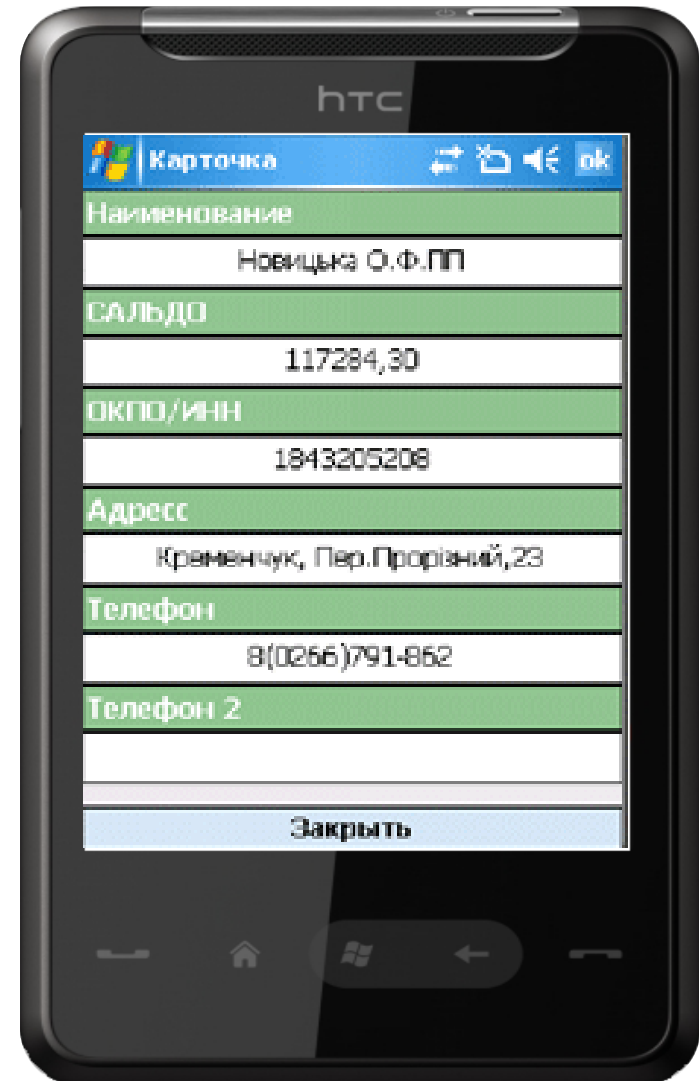 hTC
Карточка ok
Наименование
Новицька О.Ф.ПП
САЛЬДО
117284,30
ОКПО/ИНН
1843205208
Адресс
Кременчук, Пер.Прорізний,23
Телефон
8(0266)791-862
Телефон 2
Закрыть